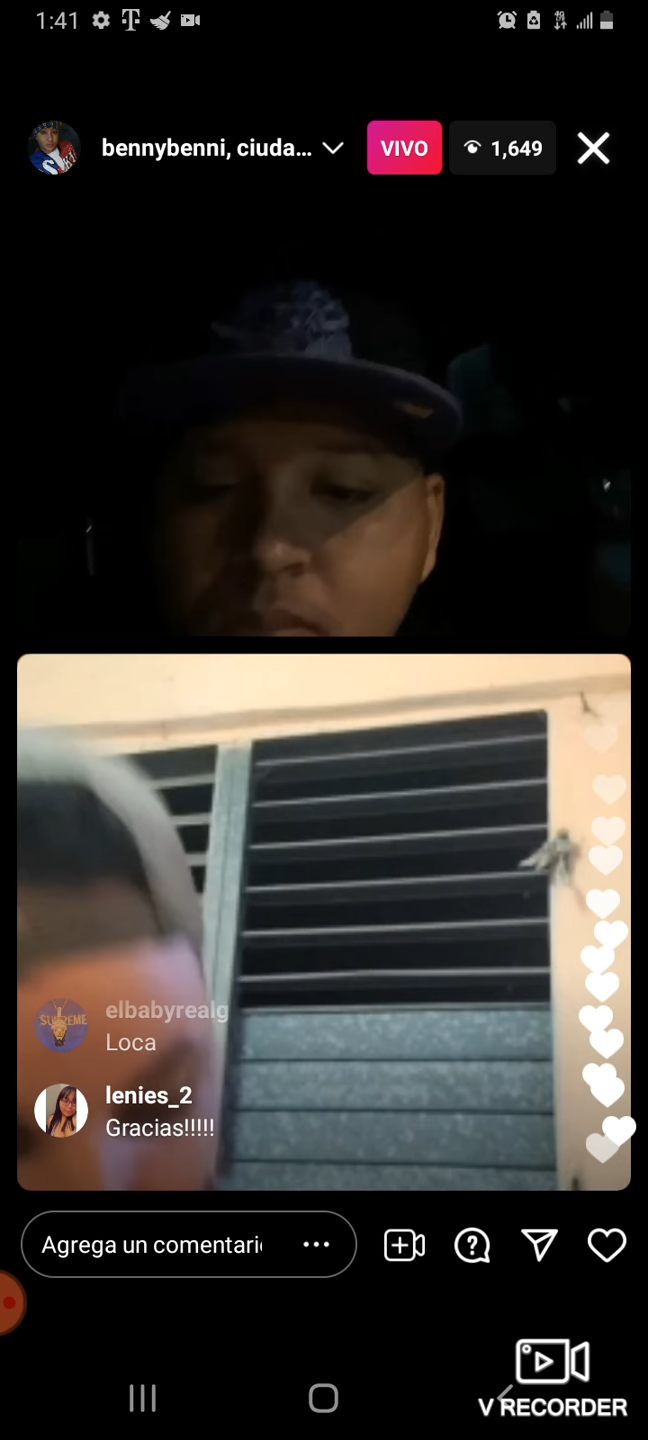 1:41
bennybenni, ciuda...
VIVO
1,649
elbabyrealg
Loca
lenies_2
Gracias!!!!!
Agrega un comentari
V RECORDER